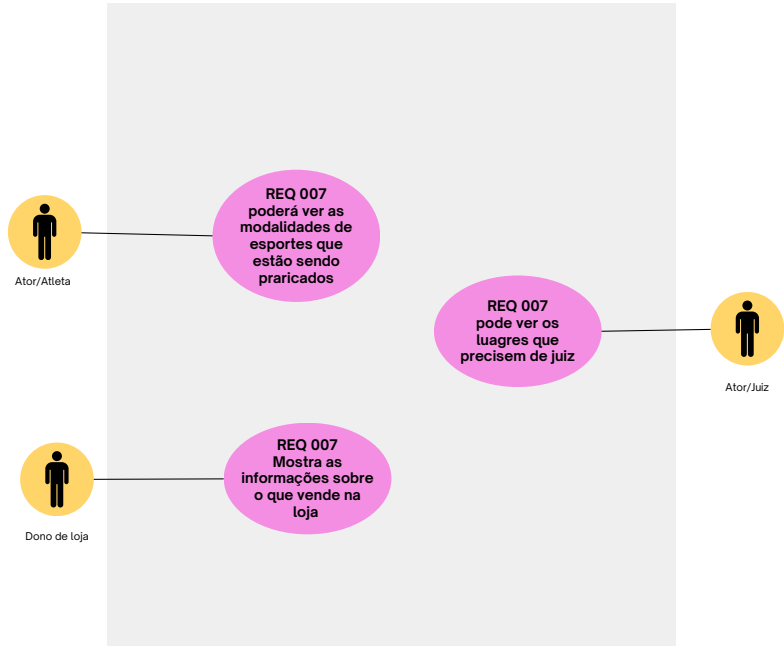 REQ 007
poderá ver as
modalidades de
esportes que
estão sendo
praricados
Ator/Atleta
REQ 007
pode ver os
luagres que
precisem de juiz
Ator/Juiz
REQ 007
Mostra as
informações sobre
o que vende na
loja
Dono de loja